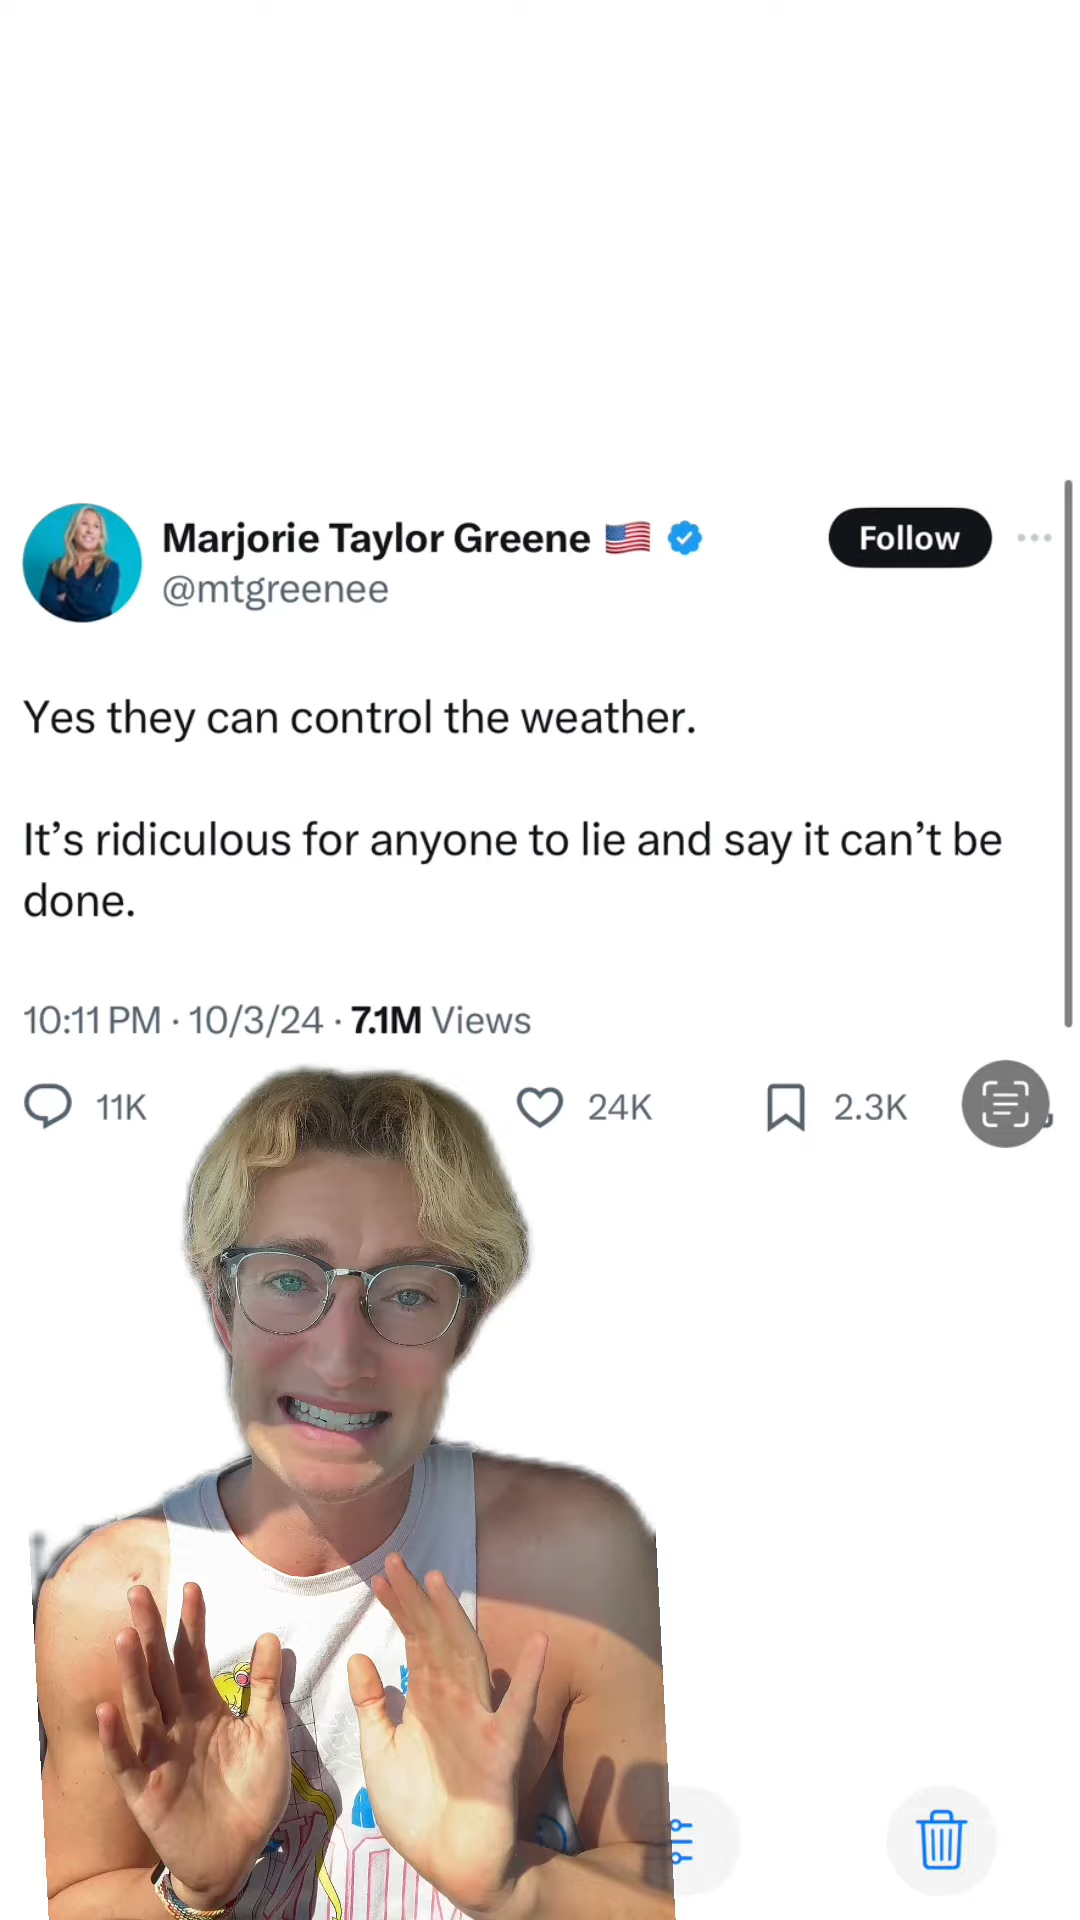 Marjorie Taylor Greene 🇺🇸
Follow
@mtgreenee
Yes they can control the weather.
It’s ridiculous for anyone to lie and say it can’t be
done.
10:11 PM · 10/3/24 · 7.1M Views
11K
24K
2.3K